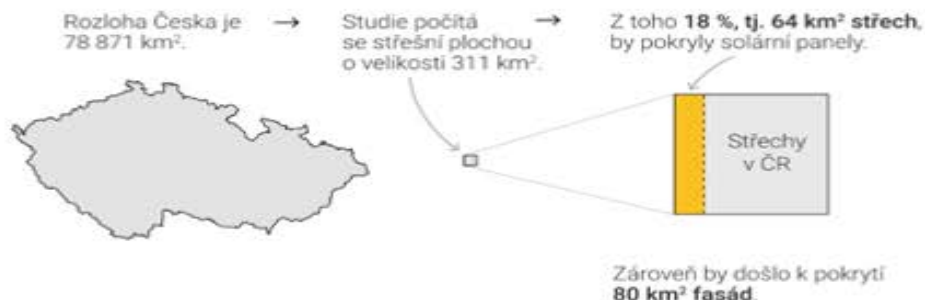 Rozloha Česka je
78 871 km².
→
Studie počítá
se střešní plochou
o velikosti 311 km².
→
Z toho 18 %, tj. 64 km² střech,
by pokryly solární panely.
Střechy
v ČR
Zároveň by došlo k pokrytí
80 km² fasád.